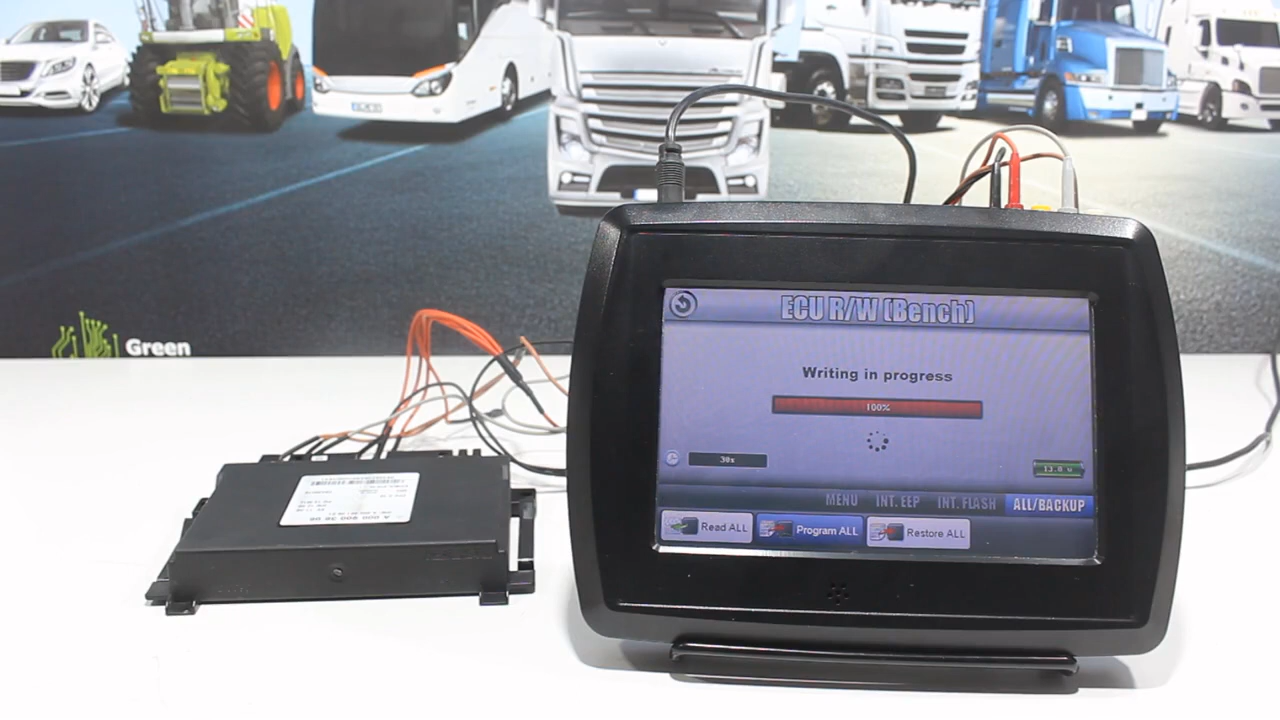 Green
ECU R/W (Bench)
Writing in progress
100%
30s
13.0 v
MENU INT. EEP INT. FLASH ALL/BACKUP
Read ALL Program ALL Restore ALL